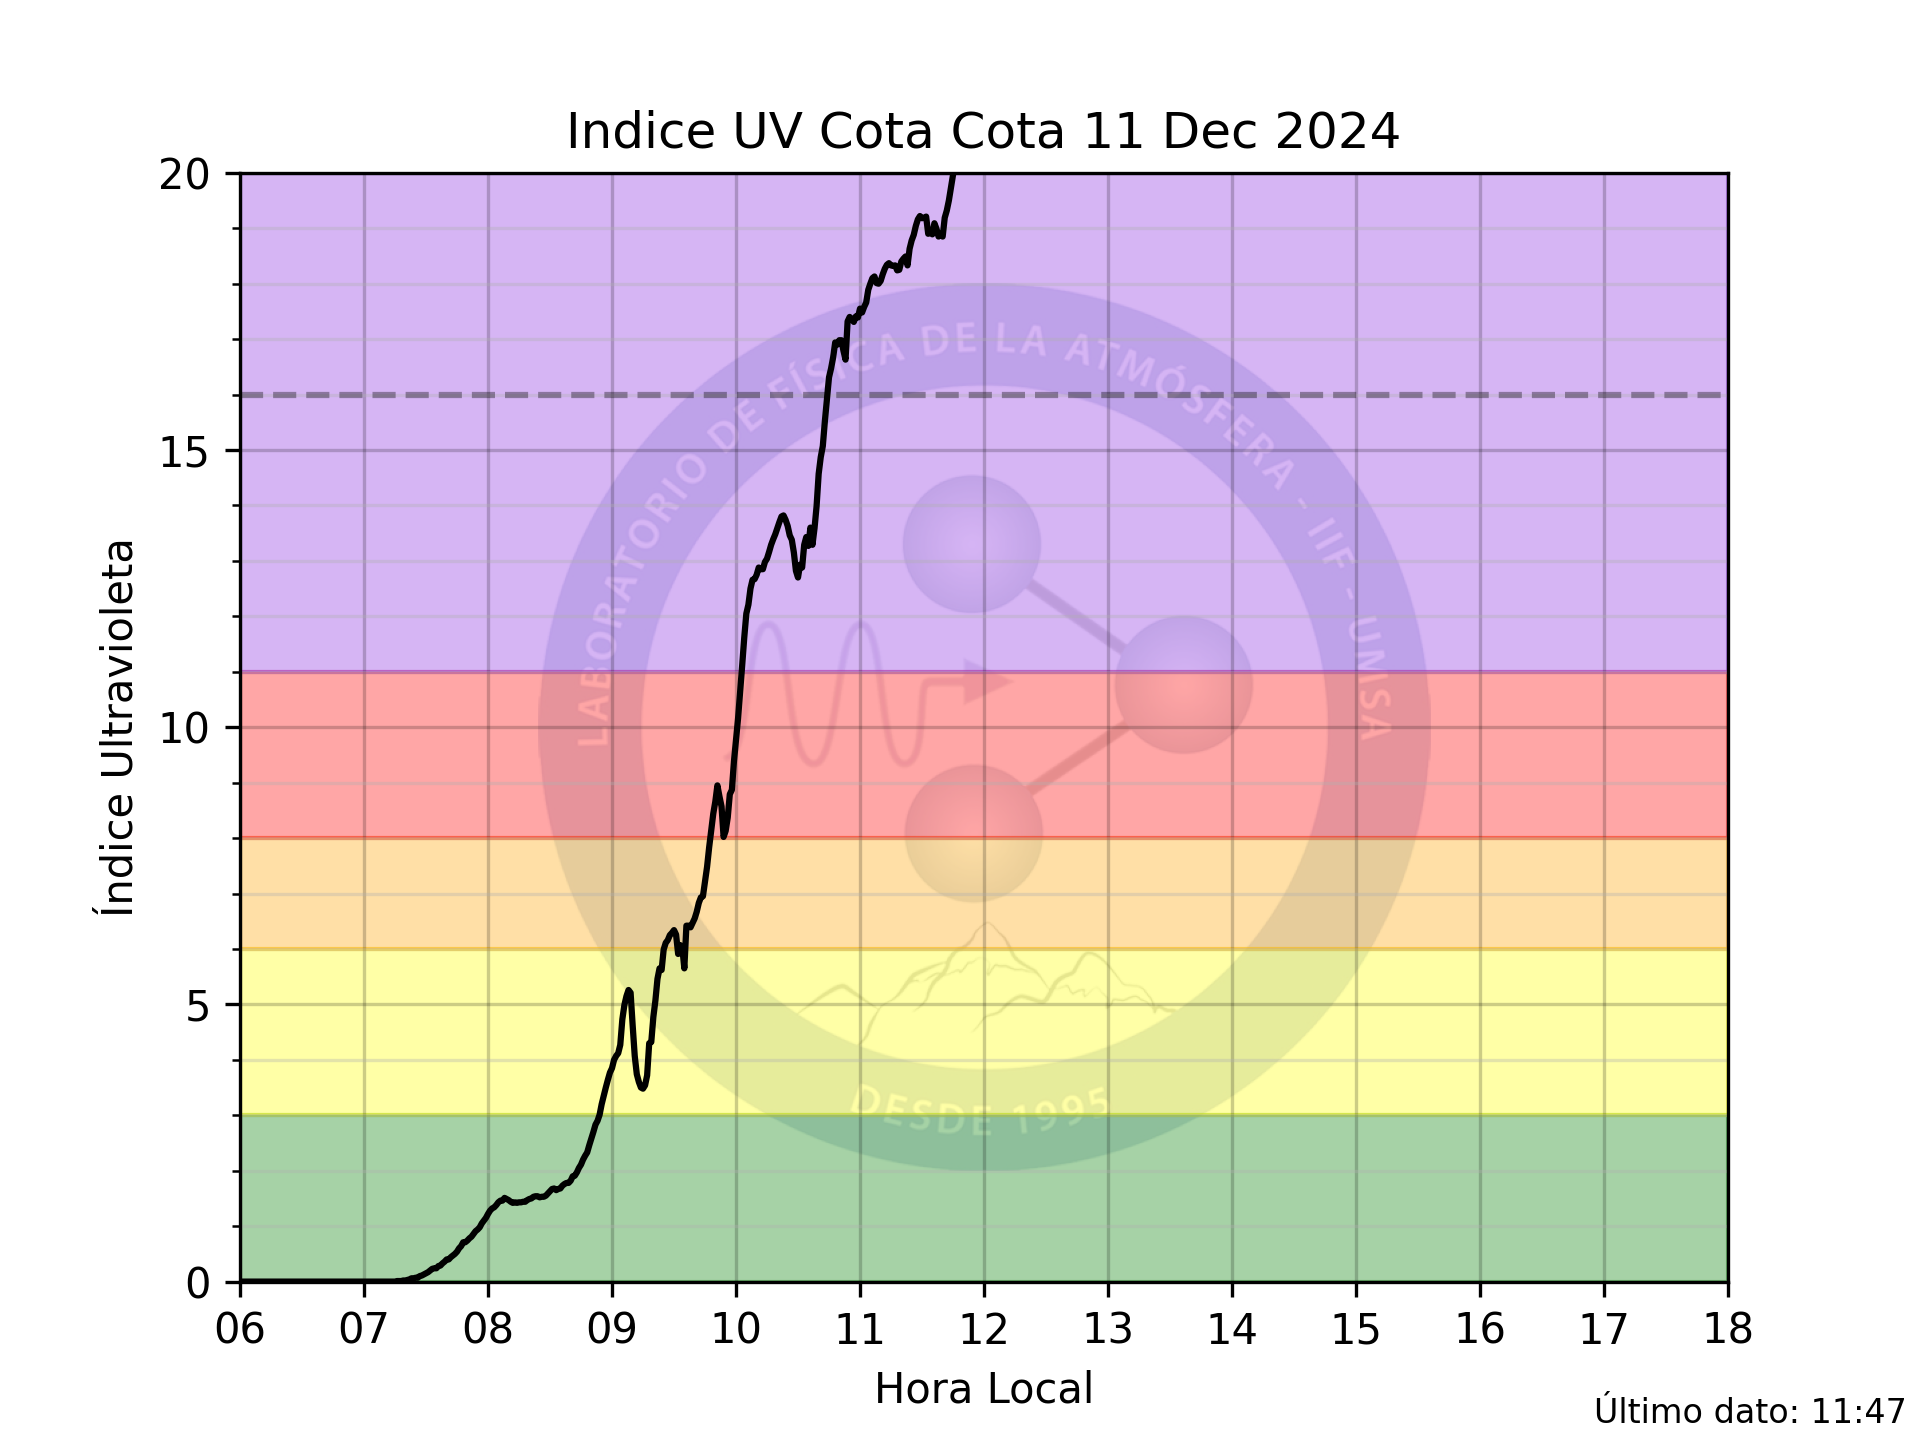 Indice UV Cota Cota 11 Dec 2024
20
15
10
5
0
Índice Ultravioleta
LABORATORIO DE FÍSICA DE LA ATMÓSFERA - IIF - UMSA
DESDE 1995
06 07 08 09 10 11 12 13 14 15 16 17 18
Hora Local
Último dato: 11:47